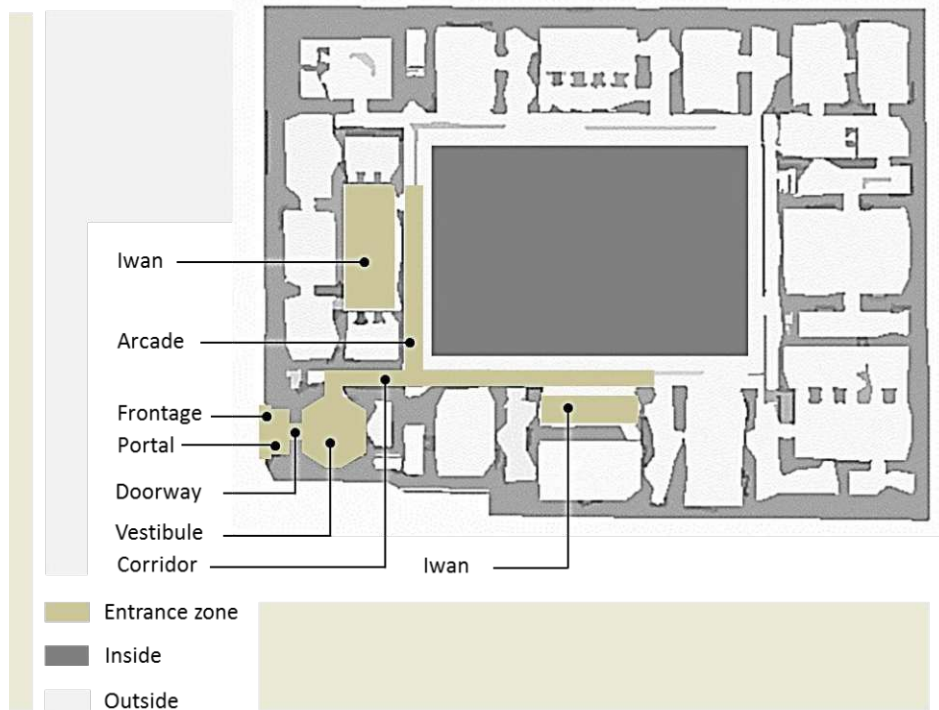 Iwan
Arcade
Frontage
Portal
Doorway
Vestibule
Corridor
Iwan
Entrance zone
Inside
Outside